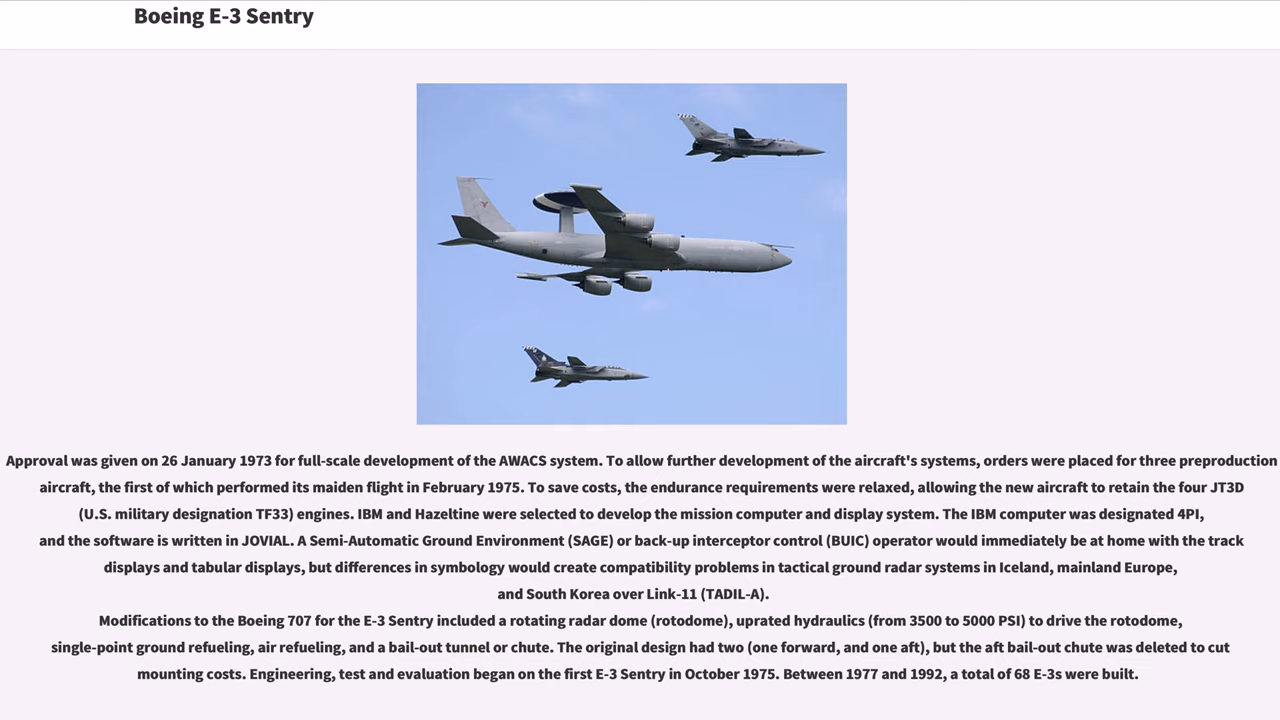 Boeing E-3 Sentry
Approval was given on 26 January 1973 for full-scale development of the AWACS system. To allow further development of the aircraft's systems, orders were placed for three preproduction
aircraft, the first of which performed its maiden flight in February 1975. To save costs, the endurance requirements were relaxed, allowing the new aircraft to retain the four JT3D
(U.S. military designation TF33) engines. IBM and Hazeltine were selected to develop the mission computer and display system. The IBM computer was designated 4PI,
and the software is written in JOVIAL. A Semi-Automatic Ground Environment (SAGE) or back-up interceptor control (BUIC) operator would immediately be at home with the track
displays and tabular displays, but differences in symbology would create compatibility problems in tactical ground radar systems in Iceland, mainland Europe,
and South Korea over Link-11 (TADIL-A).
Modifications to the Boeing 707 for the E-3 Sentry included a rotating radar dome (rotodome), uprated hydraulics (from 3500 to 5000 PSI) to drive the rotodome,
single-point ground refueling, air refueling, and a bail-out tunnel or chute. The original design had two (one forward, and one aft), but the aft bail-out chute was deleted to cut
mounting costs. Engineering, test and evaluation began on the first E-3 Sentry in October 1975. Between 1977 and 1992, a total of 68 E-3s were built.